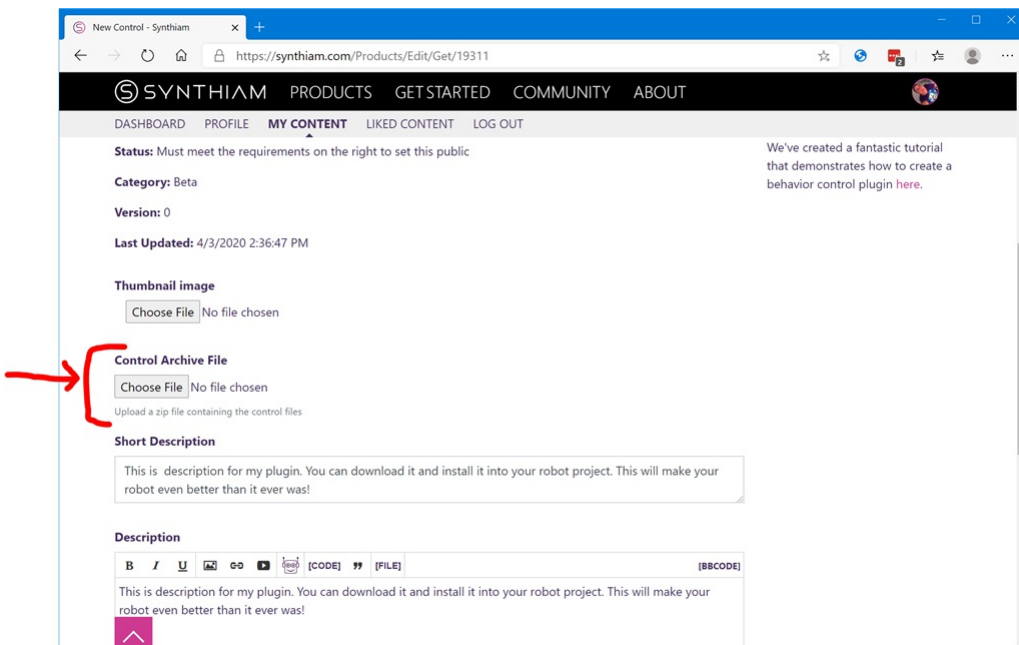 New Control - Synthiam
https://synthiam.com/Products/Edit/Get/19311
2
SYNTHIAM PRODUCTS GET STARTED COMMUNITY ABOUT
DASHBOARD PROFILE MY CONTENT LIKED CONTENT LOG OUT
Status: Must meet the requirements on the right to set this public
Category: Beta
Version: 0
Last Updated: 4/3/2020 2:36:47 PM
We've created a fantastic tutorial
that demonstrates how to create a
behavior control plugin here.
Thumbnail image
Choose File No file chosen
Control Archive File
Choose File No file chosen
Upload a zip file containing the control files
Short Description
This is description for my plugin. You can download it and install it into your robot project. This will make your
robot even better than it ever was!
Description
B I U [CODE] [FILE] [BBCODE]
This is description for my plugin. You can download it and install it into your robot project. This will make your
robot even better than it ever was!